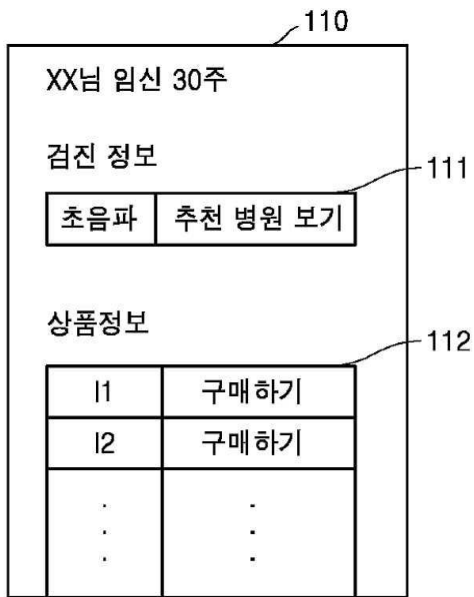 110
XX님 임신 30주
검진 정보
111
초음파 추천 병원 보기
상품정보
112
I1 구매하기
I2 구매하기